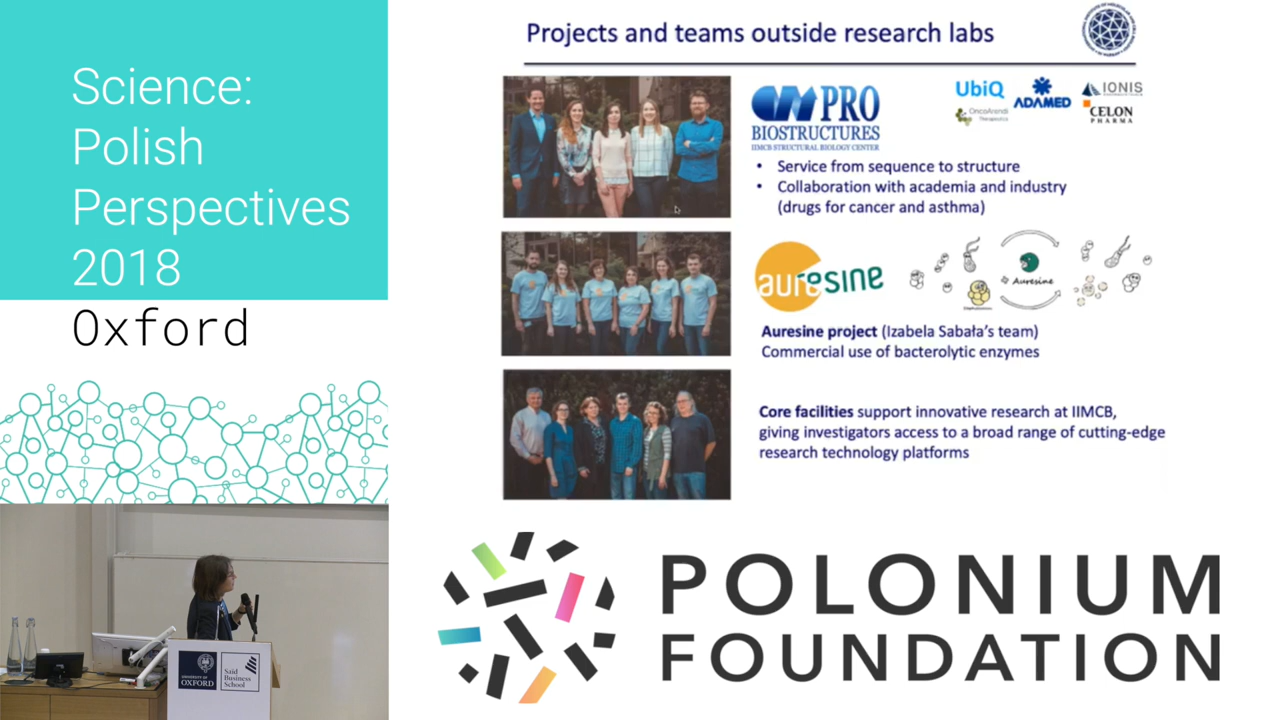 Science:
Polish
Perspectives
2018
Oxford
Projects and teams outside research labs
PRO
BIOSTRUCTURES
IIMCB STRUCTURAL BIOLOGY CENTER
UbiQ
ADAMED
IONIS
OncoArendi
Therapeutics
CELON
PHARMA
• Service from sequence to structure
• Collaboration with academia and industry
(drugs for cancer and asthma)
auresine
Auresine
Auresine project (Izabela Sabała's team)
Commercial use of bacterolytic enzymes
Core facilities support innovative research at IIMCB,
giving investigators access to a broad range of cutting-edge
research technology platforms
UNIVERSITY OF
OXFORD
Saïd
Business
School
POLONIUM
FOUNDATION